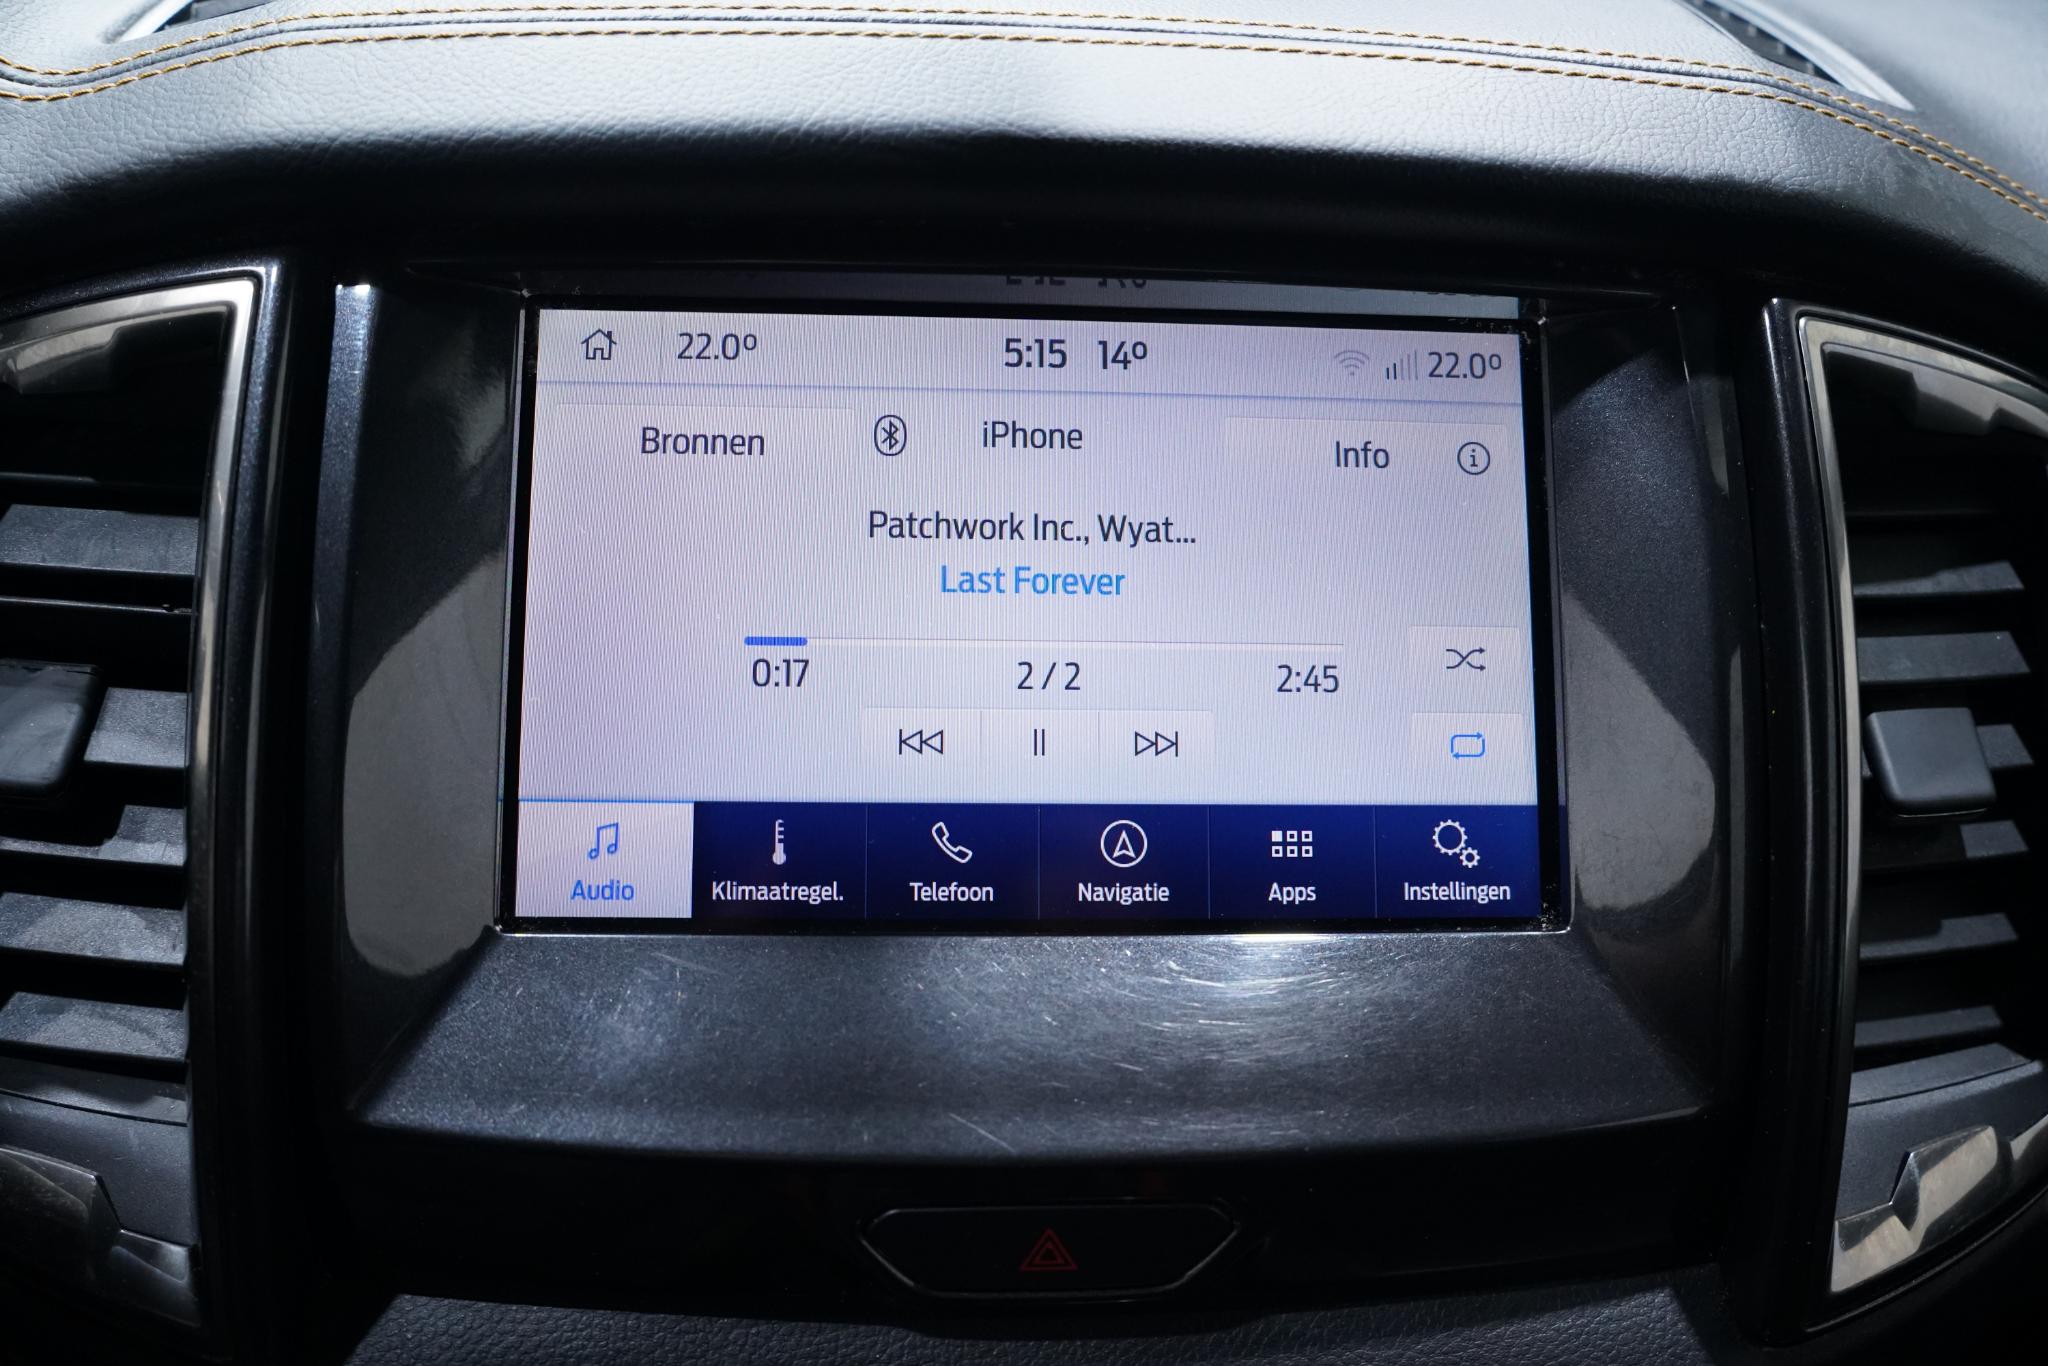 22.0° 5:15 14° 22.0°
Bronnen iPhone Info
Patchwork Inc., Wyat...
Last Forever
0:17 2 / 2 2:45
Audio Klimaatregel. Telefoon Navigatie Apps Instellingen